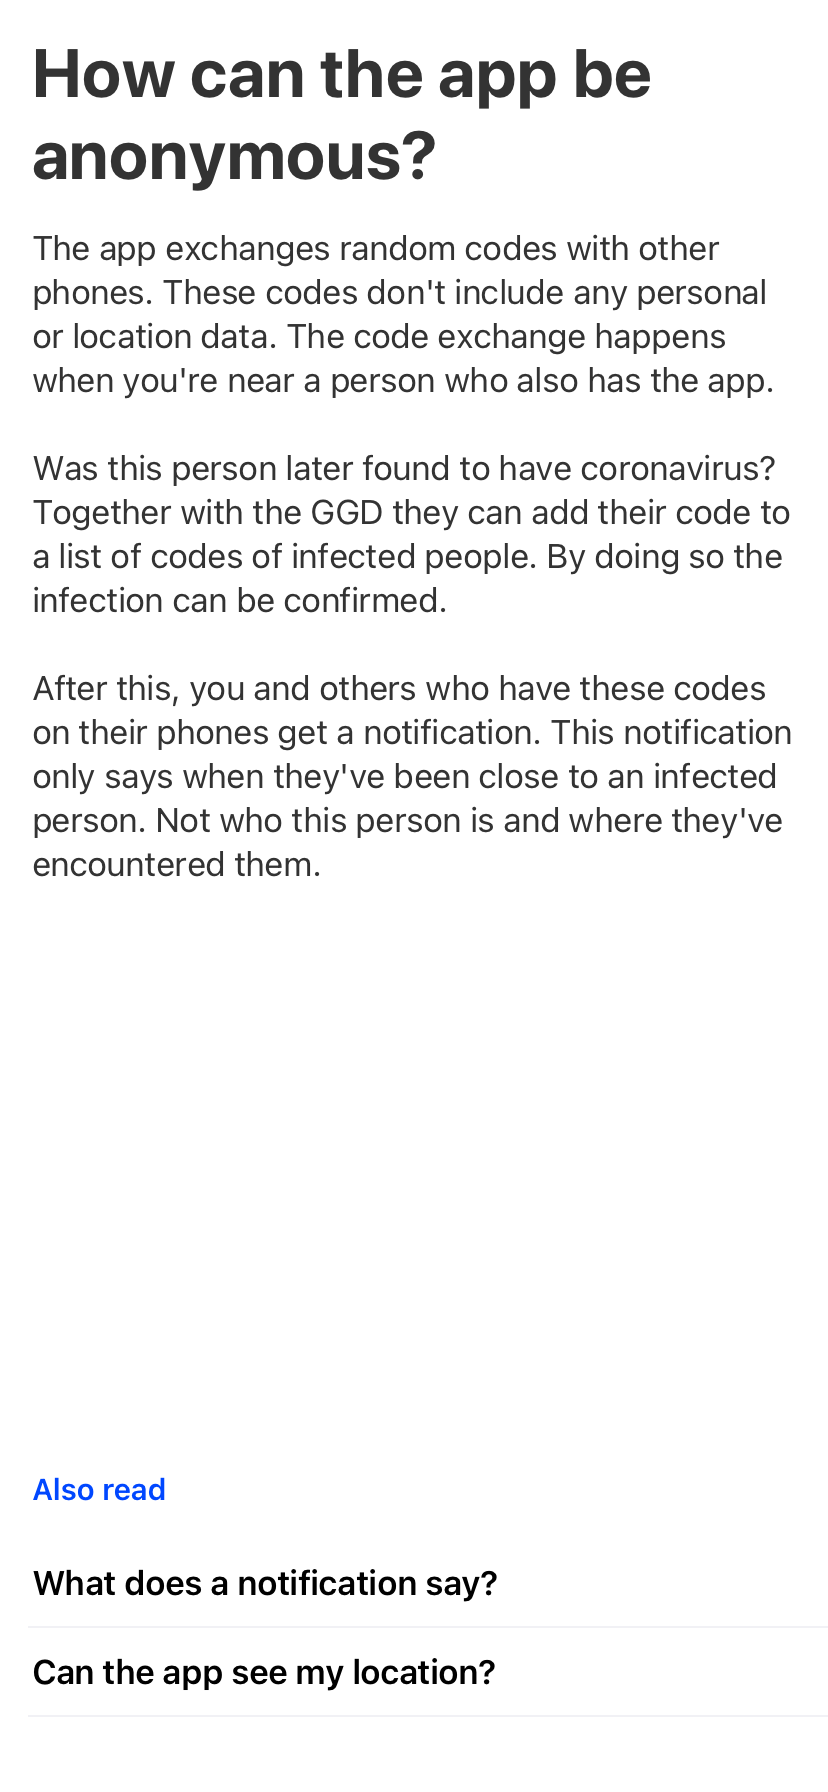 How can the app be
anonymous?
The app exchanges random codes with other
phones. These codes don't include any personal
or location data. The code exchange happens
when you're near a person who also has the app.
Was this person later found to have coronavirus?
Together with the GGD they can add their code to
a list of codes of infected people. By doing so the
infection can be confirmed.
After this, you and others who have these codes
on their phones get a notification. This notification
only says when they've been close to an infected
person. Not who this person is and where they've
encountered them.
Also read
What does a notification say?
Can the app see my location?